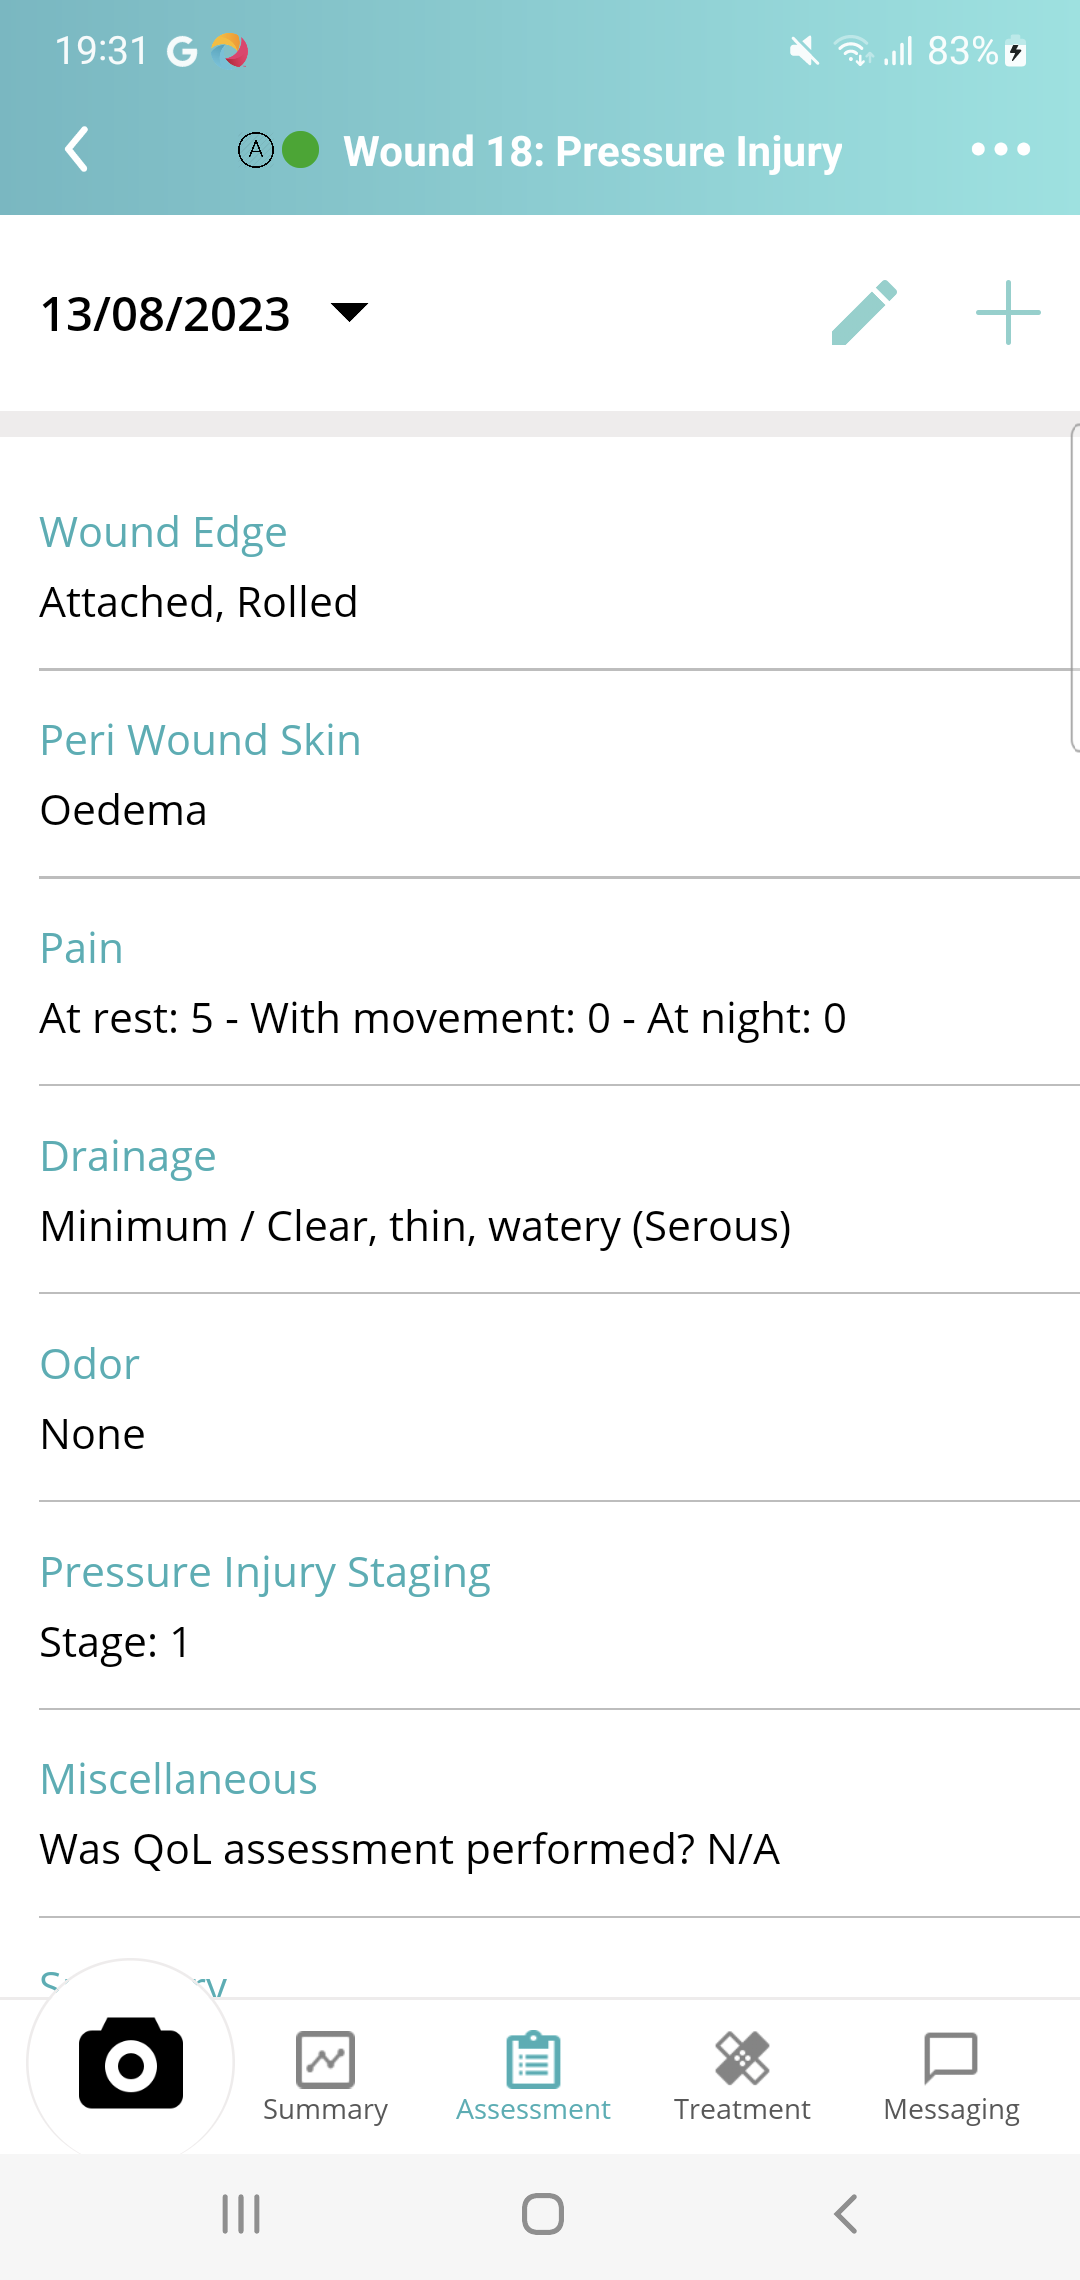 19:31 G 83%
A Wound 18: Pressure Injury
13/08/2023
Wound Edge
Attached, Rolled
Peri Wound Skin
Oedema
Pain
At rest: 5 - With movement: 0 - At night: 0
Drainage
Minimum / Clear, thin, watery (Serous)
Odor
None
Pressure Injury Staging
Stage: 1
Miscellaneous
Was QoL assessment performed? N/A
Summary
Assessment
Treatment
Messaging